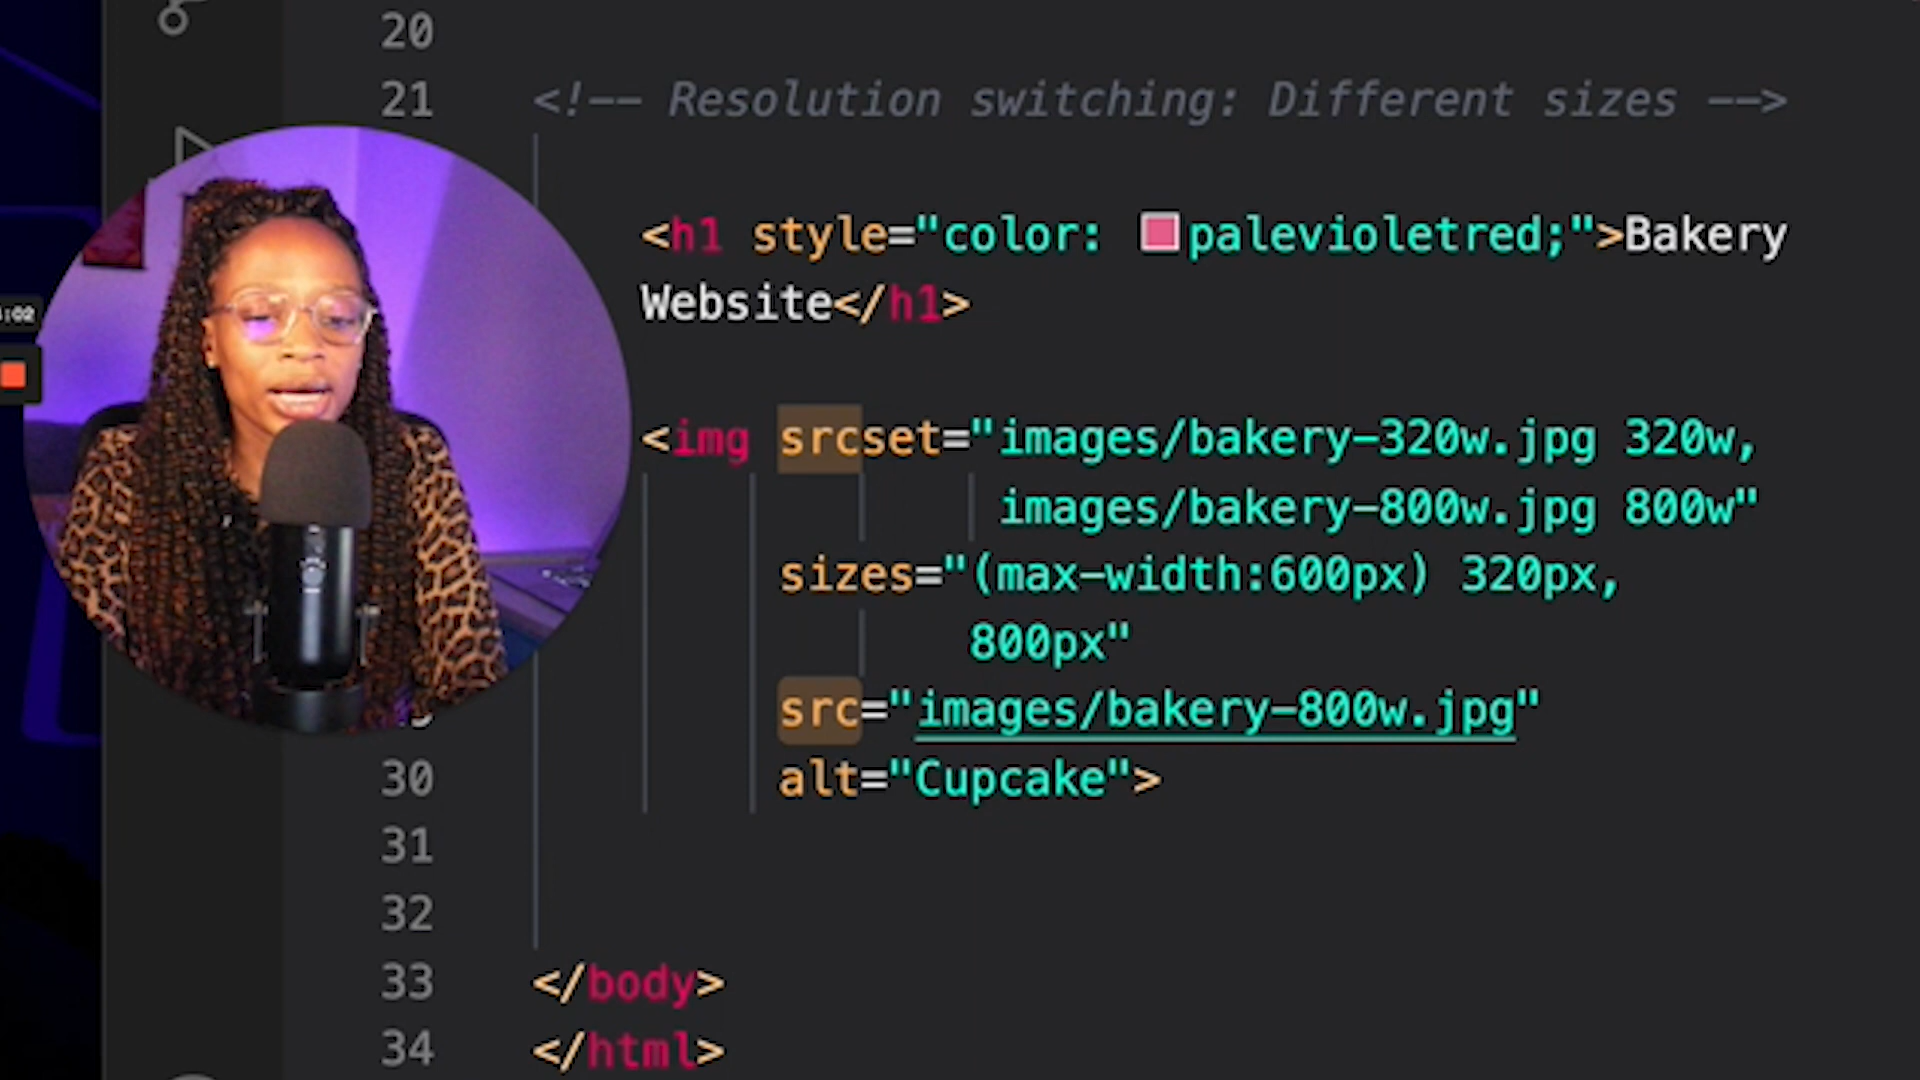 20
21 <!-- Resolution switching: Different sizes -->
<h1 style="color: palevioletred;">Bakery
Website</h1>
<img srcset="images/bakery-320w.jpg 320w,
images/bakery-800w.jpg 800w"
sizes="(max-width:600px) 320px,
800px"
src="images/bakery-800w.jpg"
30 alt="Cupcake">
31
32
33 </body>
34 </html>